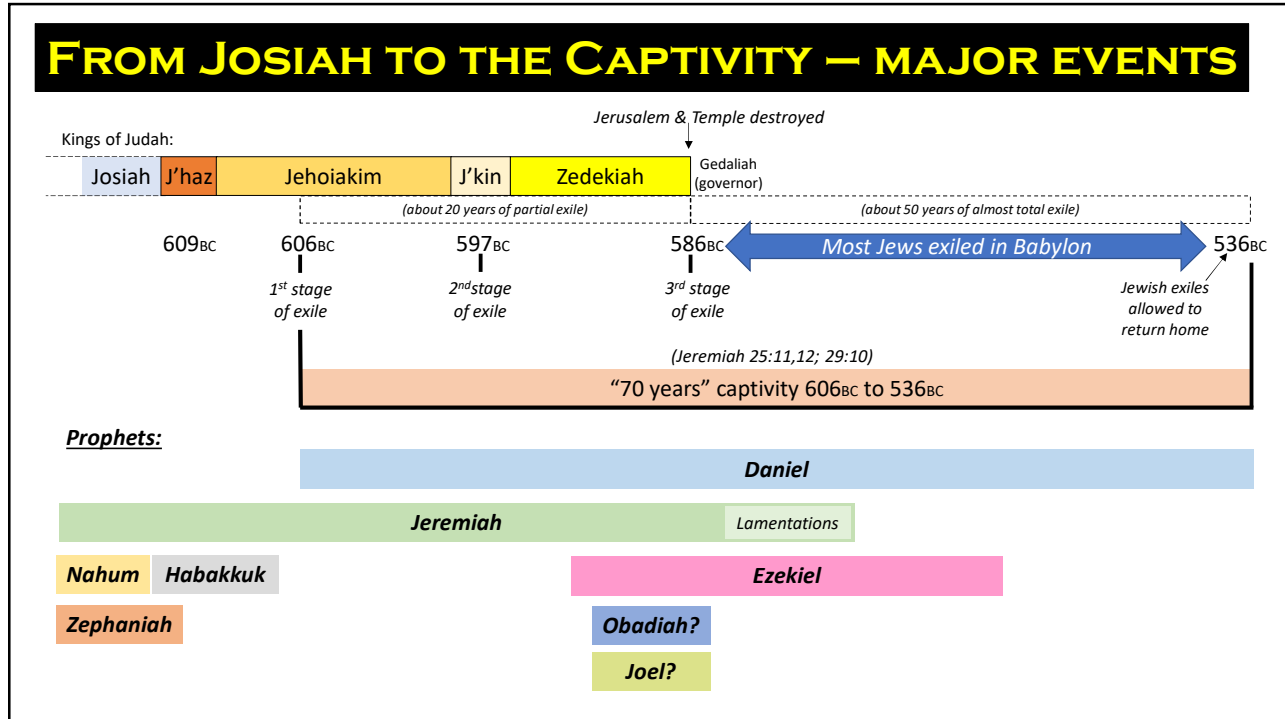 FROM JOSIAH TO THE CAPTIVITY – MAJOR EVENTS
Jerusalem & Temple destroyed
Kings of Judah:
Josiah
J'haz
Jehoiakim
J'kin
Zedekiah
Gedaliah
(governor)
(about 20 years of partial exile)
(about 50 years of almost total exile)
609BC
606BC
597BC
586BC
Most Jews exiled in Babylon
536BC
1st stage
of exile
2nd stage
of exile
3rd stage
of exile
Jewish exiles
allowed to
return home
(Jeremiah 25:11,12; 29:10)
“70 years” captivity 606BC to 536BC
Prophets:
Daniel
Jeremiah
Lamentations
Nahum
Habakkuk
Ezekiel
Zephaniah
Obadiah?
Joel?